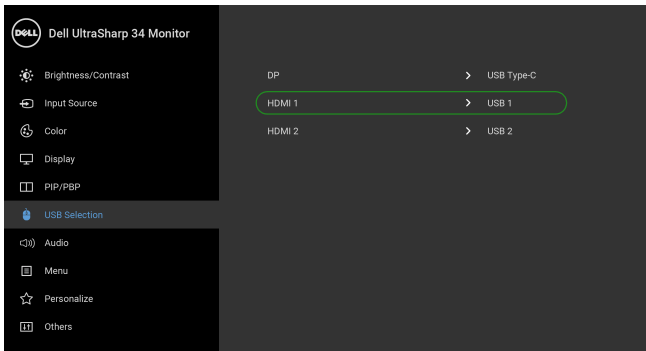 DELL Dell UltraSharp 34 Monitor
Brightness/Contrast
Input Source
Color
Display
PIP/PBP
USB Selection
Audio
Menu
Personalize
Others
DP > USB Type-C
HDMI 1 > USB 1
HDMI 2 > USB 2